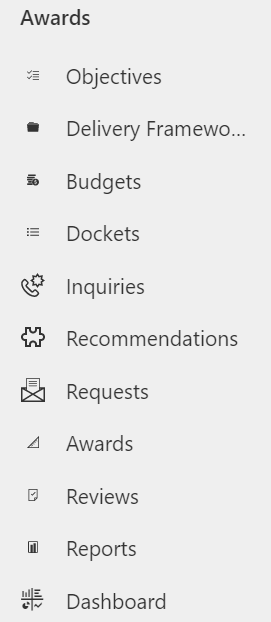 Awards
Objectives
Delivery Framewo...
Budgets
Dockets
Inquiries
Recommendations
Requests
Awards
Reviews
Reports
Dashboard